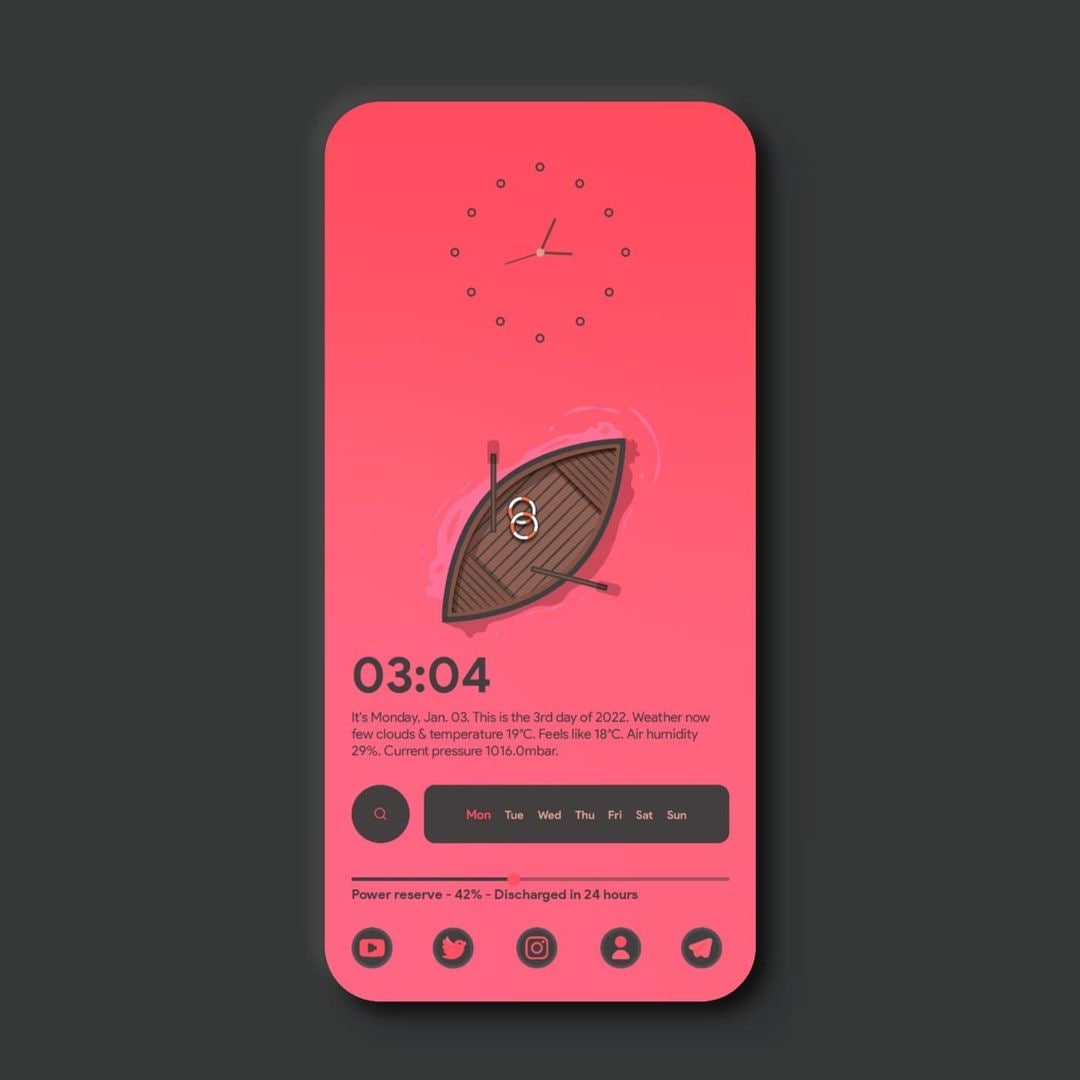 03:04
It's Monday, Jan. 03. This is the 3rd day of 2022. Weather now
few clouds & temperature 19°C. Feels like 18°C. Air humidity
29%. Current pressure 1016.0mbar.
Mon Tue Wed Thu Fri Sat Sun
Power reserve - 42% - Discharged in 24 hours